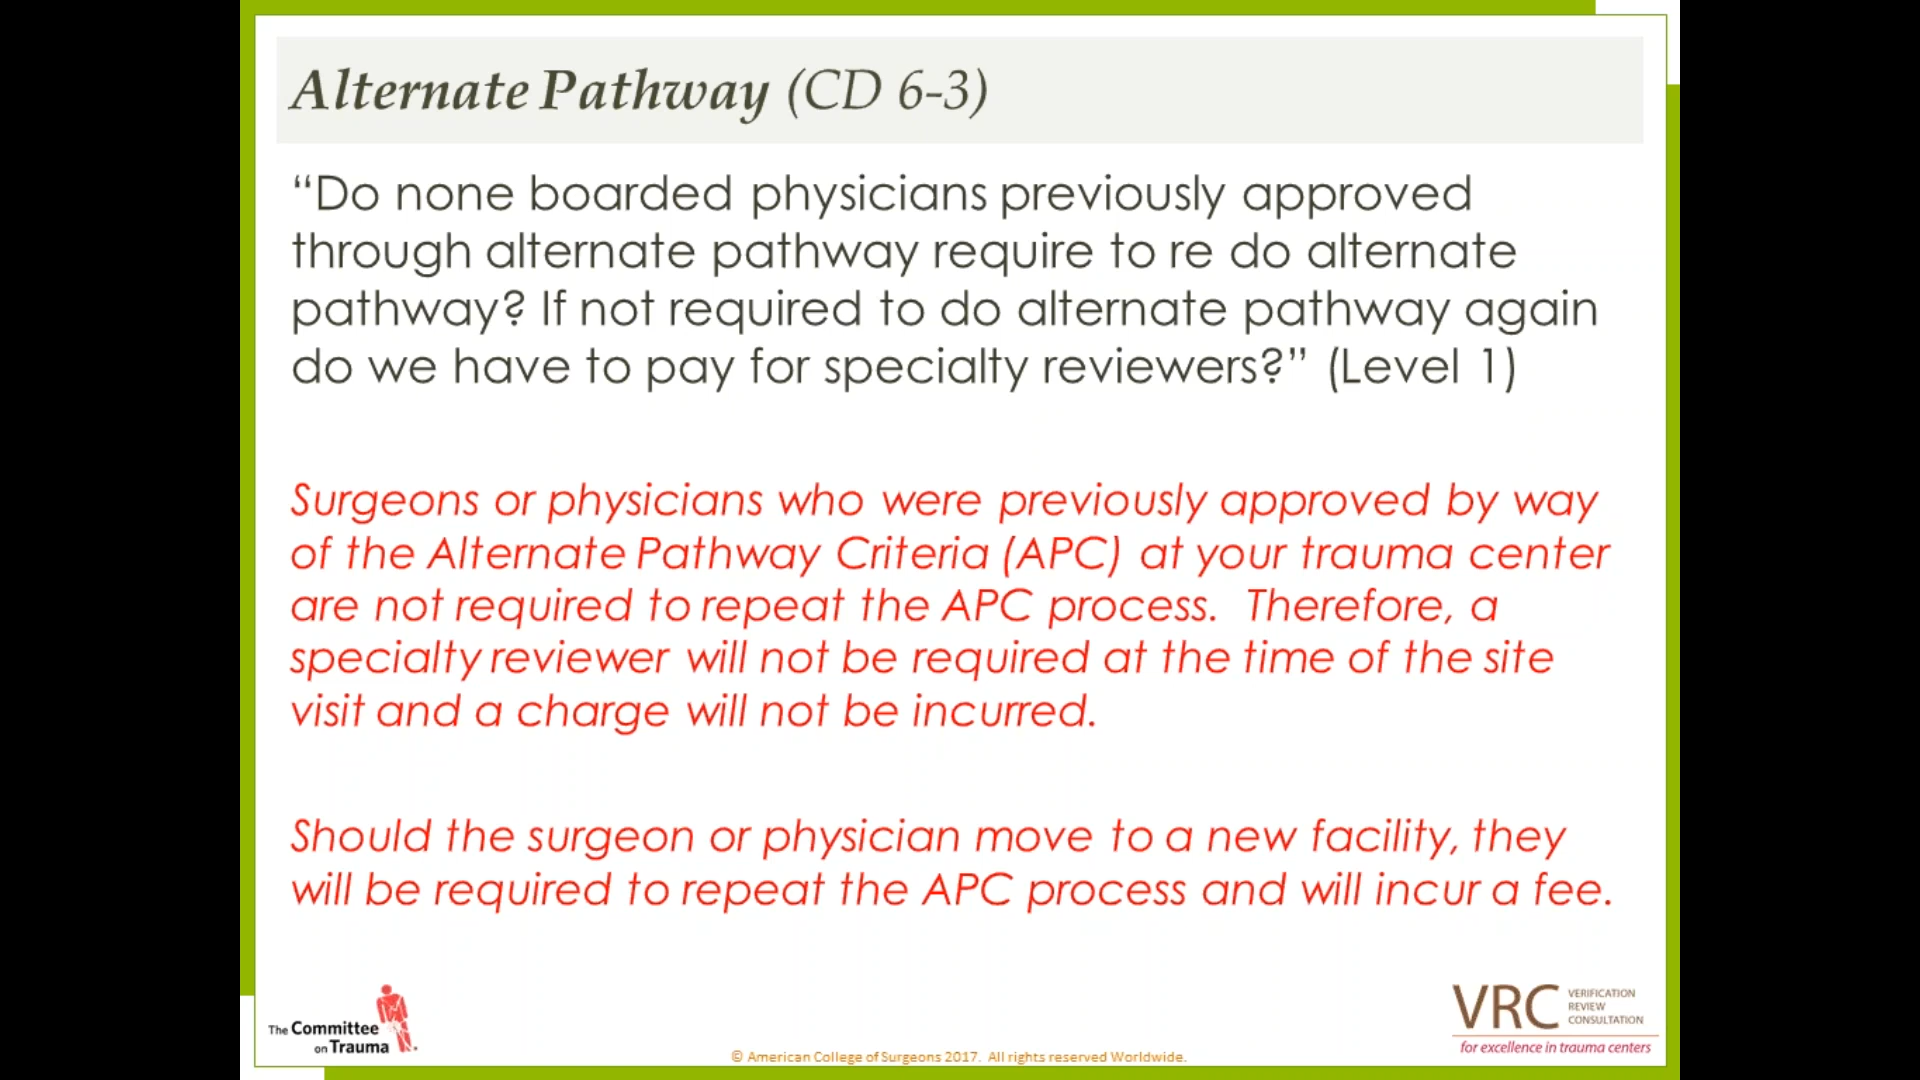 Alternate Pathway (CD 6-3)
“Do none boarded physicians previously approved
through alternate pathway require to re do alternate
pathway? If not required to do alternate pathway again
do we have to pay for specialty reviewers?” (Level 1)
Surgeons or physicians who were previously approved by way
of the Alternate Pathway Criteria (APC) at your trauma center
are not required to repeat the APC process.  Therefore, a
specialty reviewer will not be required at the time of the site
visit and a charge will not be incurred.
Should the surgeon or physician move to a new facility, they
will be required to repeat the APC process and will incur a fee.
The Committee
on Trauma
© American College of Surgeons 2017.  All rights reserved Worldwide.
VRC
VERIFICATION
REVIEW
CONSULTATION
for excellence in trauma centers